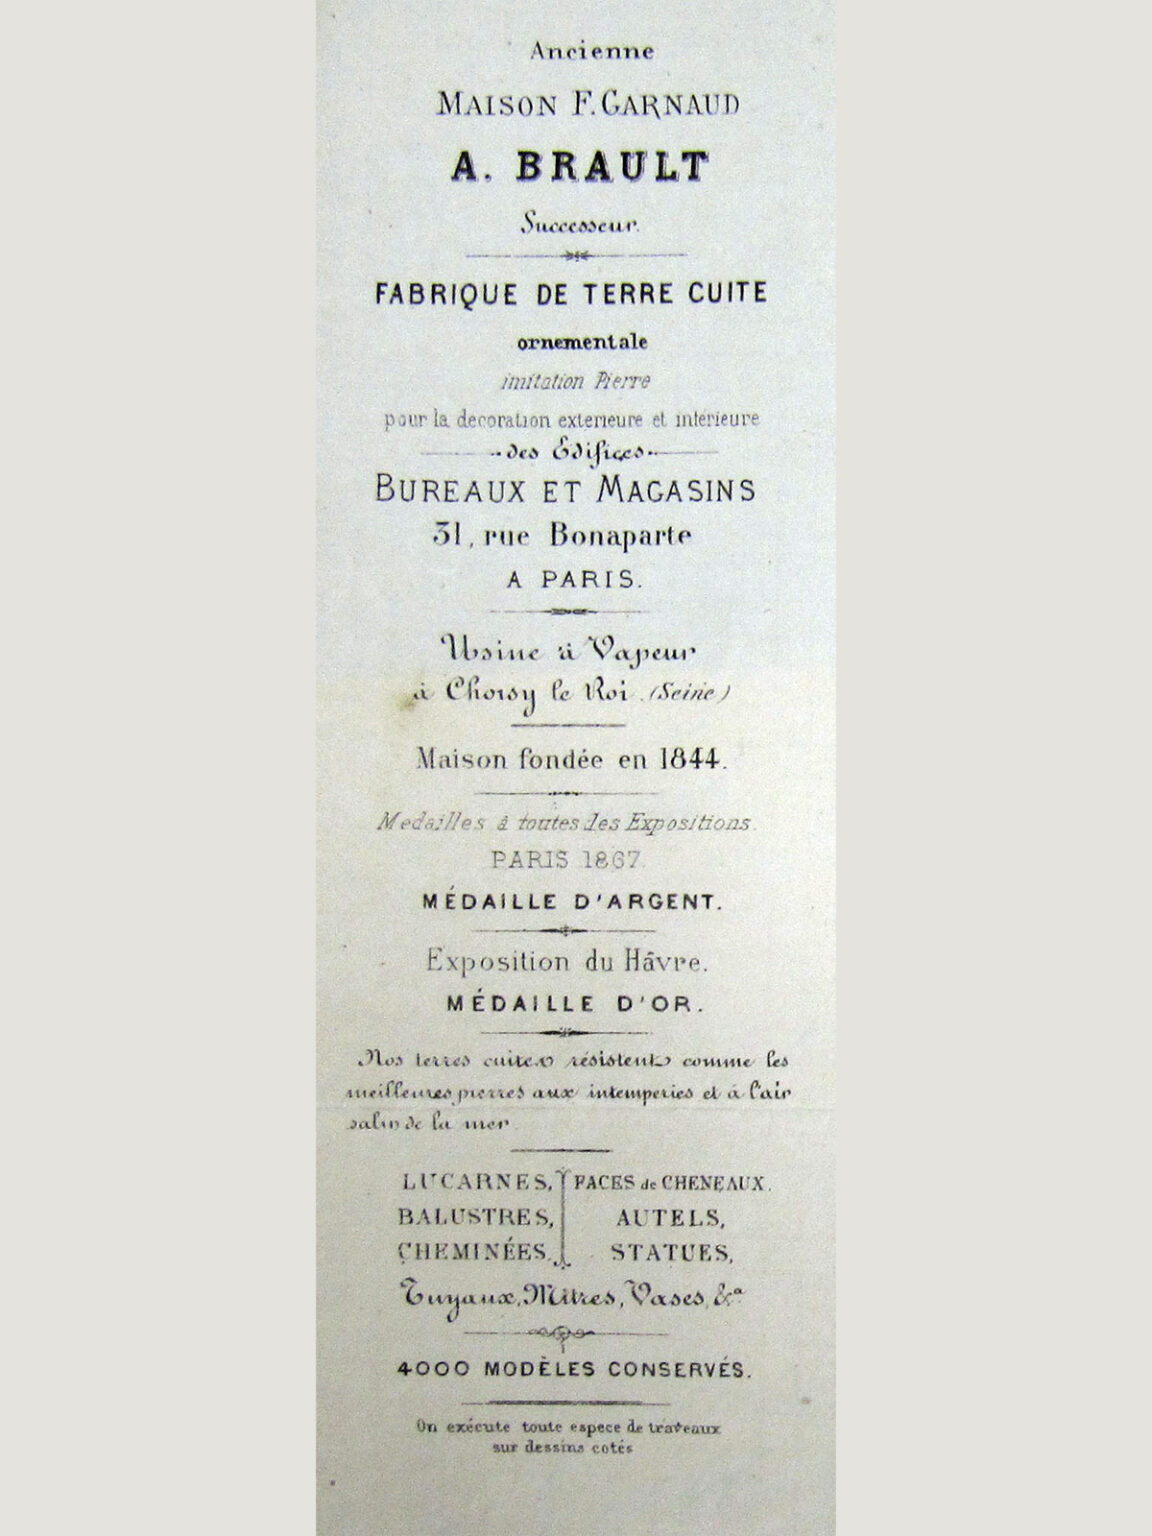 Ancienne
MAISON F. GARNAUD
A. BRAULT
Successeur.
FABRIQUE DE TERRE CUITE
ornementale
imitation Pierre
pour la decoration exterieure et interieure
des Edifices
BUREAUX ET MAGASINS
31, rue Bonaparte
A PARIS.
Usine à Vapeur
à Choisy le Roi (Seine)
Maison fondée en 1844.
Medailles à toutes les Expositions.
PARIS 1867.
MÉDAILLE D'ARGENT.
Exposition du Hâvre.
MÉDAILLE D'OR.
Nos terres cuites résistent comme les
meilleures pierres aux intemperies et à l'air
salin de la mer.
LUCARNES, FACES de CHENEAUX.
BALUSTRES, AUTELS,
CHEMINÉES, STATUES,
Tuyaux, Mitres, Vases, &a
4000 MODÈLES CONSERVÉS.
On exécute toute espece de traveaux
sur dessins cotés